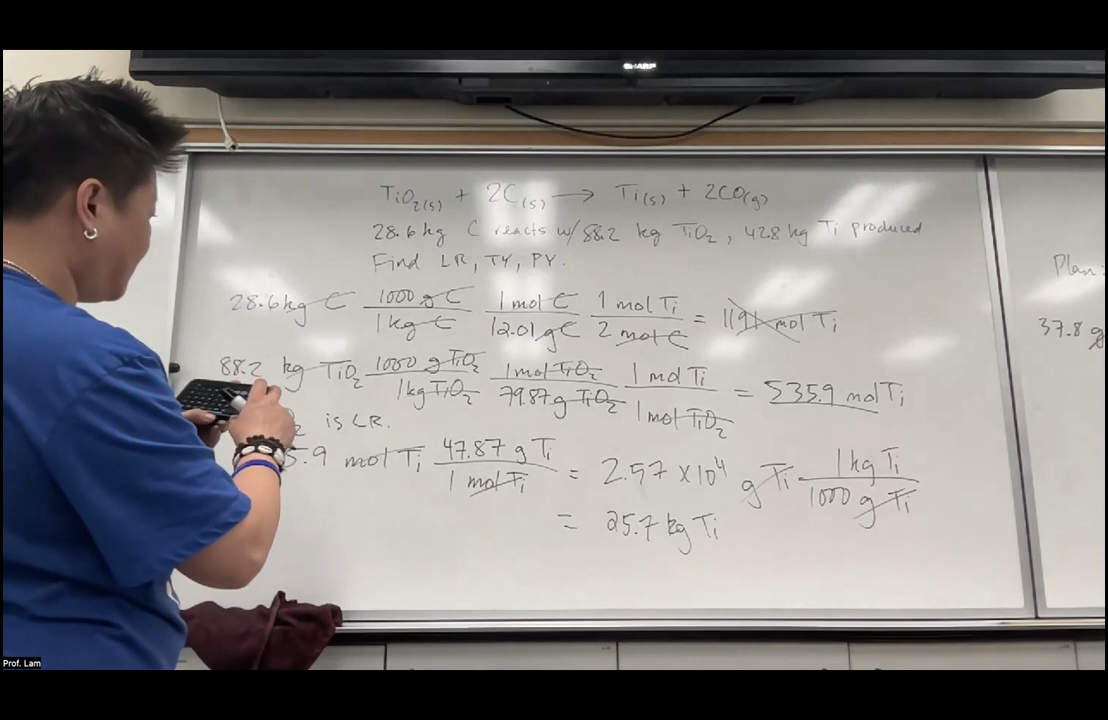 SHARP
TiO₂(s) + 2C(s) → Ti(s) + 2CO(g)
28.6 kg C reacts w/ 88.2 kg TiO₂, 42.8 kg Ti produced
Find LR, TY, PY.
28.6 kg C 1000 g C / 1 kg C 1 mol C / 12.01 g C 1 mol Ti / 2 mol C = 1191 mol Ti
88.2 kg TiO₂ 1000 g TiO₂ / 1 kg TiO₂ 1 mol TiO₂ / 79.87 g TiO₂ 1 mol Ti / 1 mol TiO₂ = 535.9 mol Ti
2 is LR.
5.9 mol Ti 47.87 g Ti / 1 mol Ti = 2.57 × 10⁴ g Ti 1 kg Ti / 1000 g Ti
= 25.7 kg Ti
Plan:
37.8 g
Prof. Lam